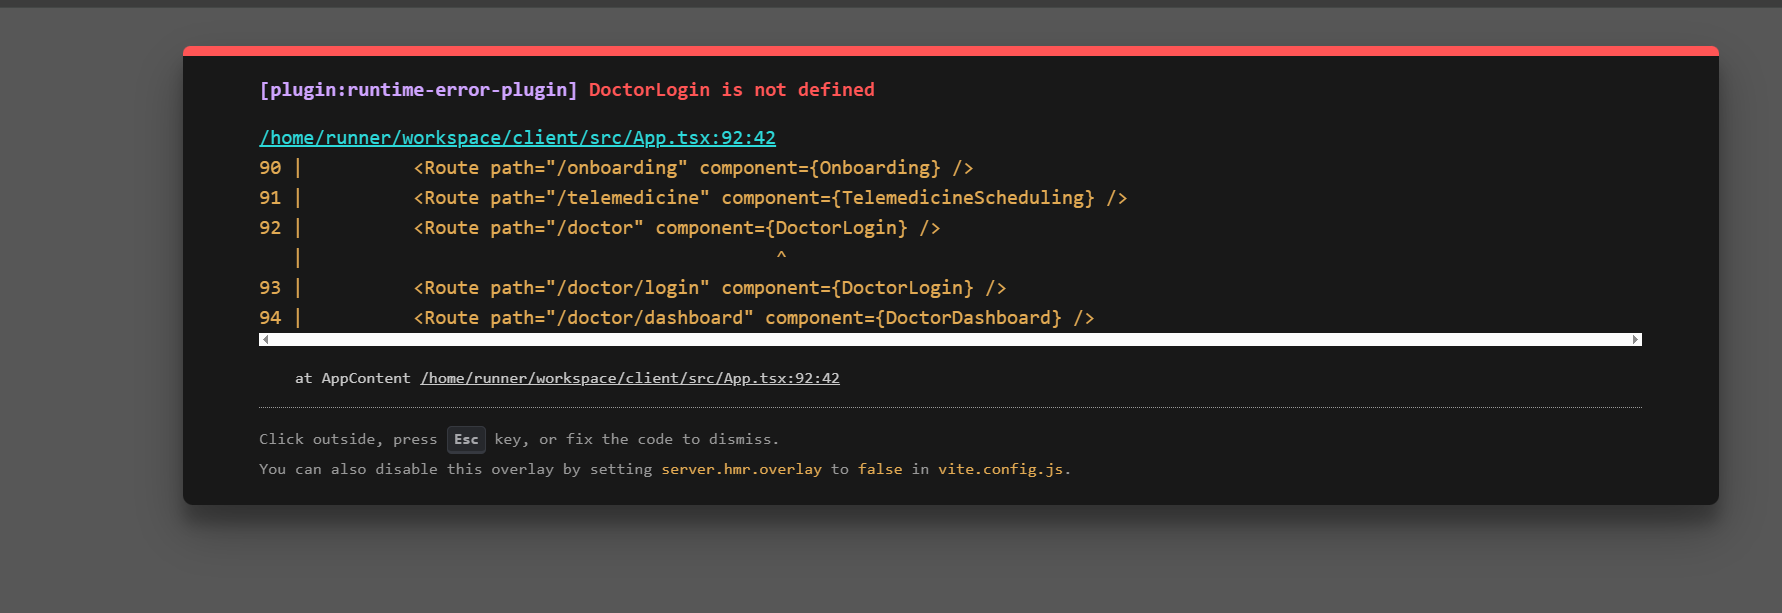 [plugin:runtime-error-plugin] DoctorLogin is not defined
/home/runner/workspace/client/src/App.tsx:92:42
90 |          <Route path="/onboarding" component={Onboarding} />
91 |          <Route path="/telemedicine" component={TelemedicineScheduling} />
92 |          <Route path="/doctor" component={DoctorLogin} />
   |                                           ^
93 |          <Route path="/doctor/login" component={DoctorLogin} />
94 |          <Route path="/doctor/dashboard" component={DoctorDashboard} />
at AppContent /home/runner/workspace/client/src/App.tsx:92:42
Click outside, press Esc key, or fix the code to dismiss.
You can also disable this overlay by setting server.hmr.overlay to false in vite.config.js.